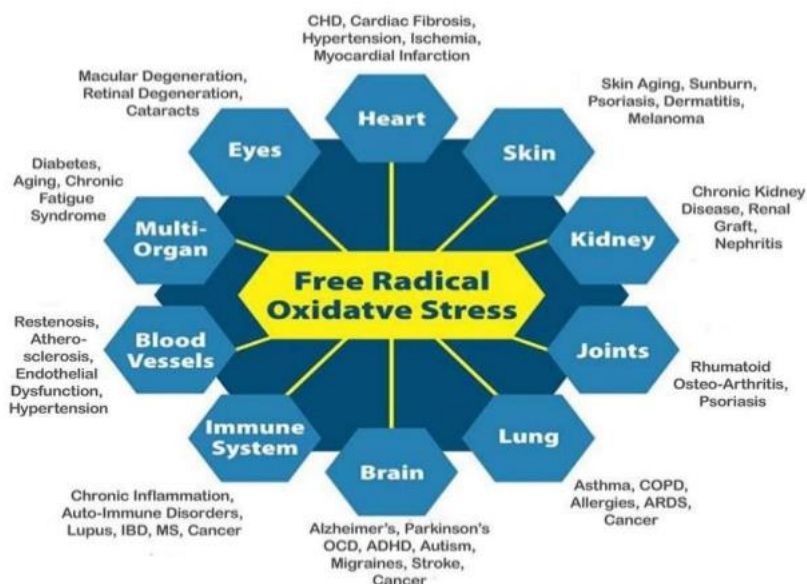 CHD, Cardiac Fibrosis,
Hypertension, Ischemia,
Myocardial Infarction
Heart
Macular Degeneration,
Retinal Degeneration,
Cataracts
Eyes
Skin Aging, Sunburn,
Psoriasis, Dermatitis,
Melanoma
Skin
Diabetes,
Aging, Chronic
Fatigue
Syndrome
Multi-
Organ
Chronic Kidney
Disease, Renal
Graft,
Nephritis
Kidney
Free Radical
Oxidatve Stress
Restenosis,
Athero-
sclerosis,
Endothelial
Dysfunction,
Hypertension
Blood
Vessels
Joints
Rhumatoid
Osteo-Arthritis,
Psoriasis
Immune
System
Chronic Inflammation,
Auto-Immune Disorders,
Lupus, IBD, MS, Cancer
Brain
Alzheimer's, Parkinson's
OCD, ADHD, Autism,
Migraines, Stroke,
Cancer
Lung
Asthma, COPD,
Allergies, ARDS,
Cancer